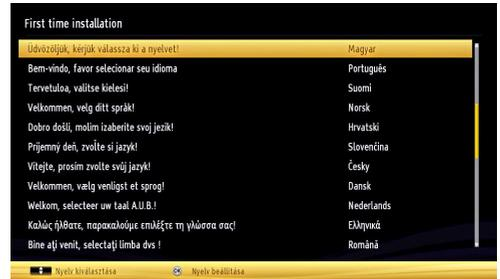 First time installation
Üdvözöljük, kérjük válassza ki a nyelvet! Magyar
Bem-vindo, favor selecionar seu idioma Português
Tervetuloa, valitse kielesi! Suomi
Velkommen, velg ditt språk! Norsk
Dobro došli, molim izaberite svoj jezik! Hrvatski
Príjemný deň, zvoľte si jazyk! Slovenčina
Vítejte, prosím zvolte svůj jazyk! Česky
Velkommen, vælg venligst et sprog! Dansk
Welkom, selecteer uw taal A.U.B.! Nederlands
Καλώς ήλθατε, παρακαλούμε επιλέξτε τη γλώσσα σας! Ελληνικά
Bine aţi venit, selectaţi limba dvs ! Română
Nyelv kiválasztása OK Nyelv beállítása